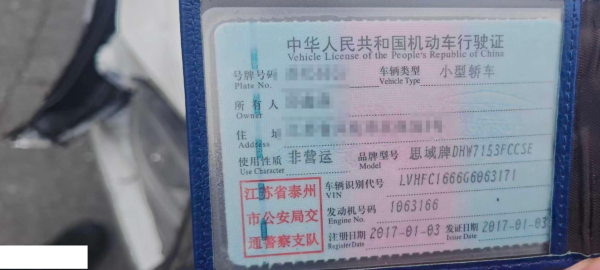 中华人民共和国机动车行驶证
Vehicle License of the People's Republic of China
号牌号码 车辆类型 小型轿车
Plate No. Vehicle Type
所有人
Owner
住址
Address
使用性质 非营运 品牌型号 思域牌DHW7153FCCSE
Use Character Model
江苏省泰州
市公安局交
通警察支队
车辆识别代号 LVHFC1666G6063171
VIN
发动机号码 1063166
Engine No.
注册日期 2017-01-03 发证日期 2017-01-03
Register Date Issue Date